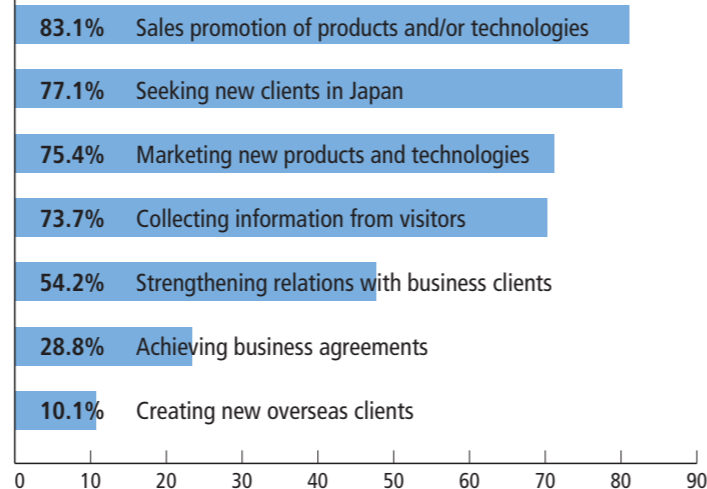 83.1% Sales promotion of products and/or technologies
77.1% Seeking new clients in Japan
75.4% Marketing new products and technologies
73.7% Collecting information from visitors
54.2% Strengthening relations with business clients
28.8% Achieving business agreements
10.1% Creating new overseas clients
0 10 20 30 40 50 60 70 80 90